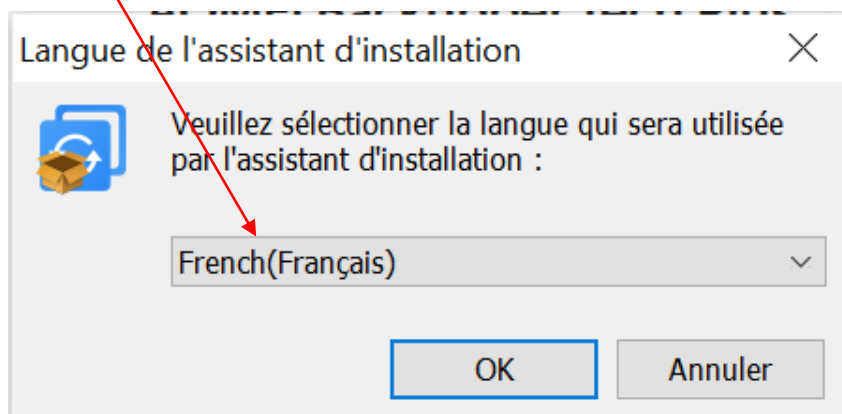 Langue de l'assistant d'installation
Veuillez sélectionner la langue qui sera utilisée
par l'assistant d'installation :
French(Français)
OK
Annuler